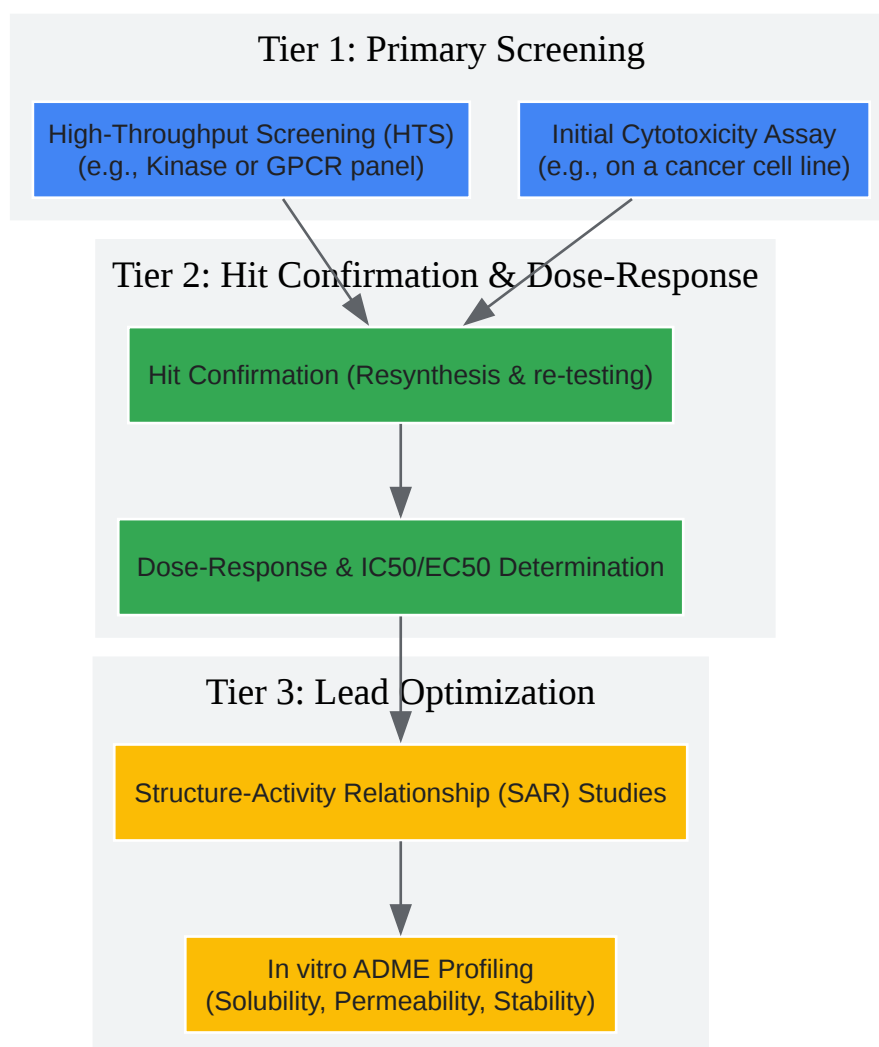 Tier 1: Primary Screening
High-Throughput Screening (HTS)
(e.g., Kinase or GPCR panel)
Initial Cytotoxicity Assay
(e.g., on a cancer cell line)
Tier 2: Hit Confirmation & Dose-Response
Hit Confirmation (Resynthesis & re-testing)
Dose-Response & IC50/EC50 Determination
Tier 3: Lead Optimization
Structure-Activity Relationship (SAR) Studies
In vitro ADME Profiling
(Solubility, Permeability, Stability)